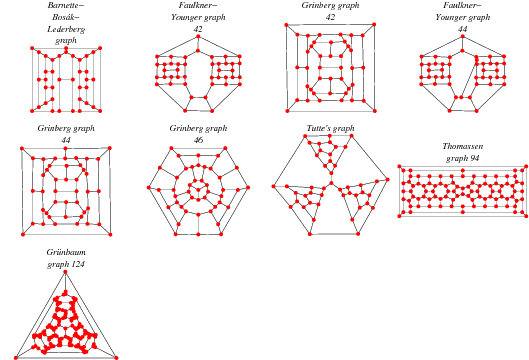 Barnette–
Bosák–
Lederberg
graph
Faulkner–
Younger graph
42
Grinberg graph
42
Faulkner–
Younger graph
44
Grinberg graph
44
Grinberg graph
46
Tutte's graph
Thomassen
graph 94
Grünbaum
graph 124